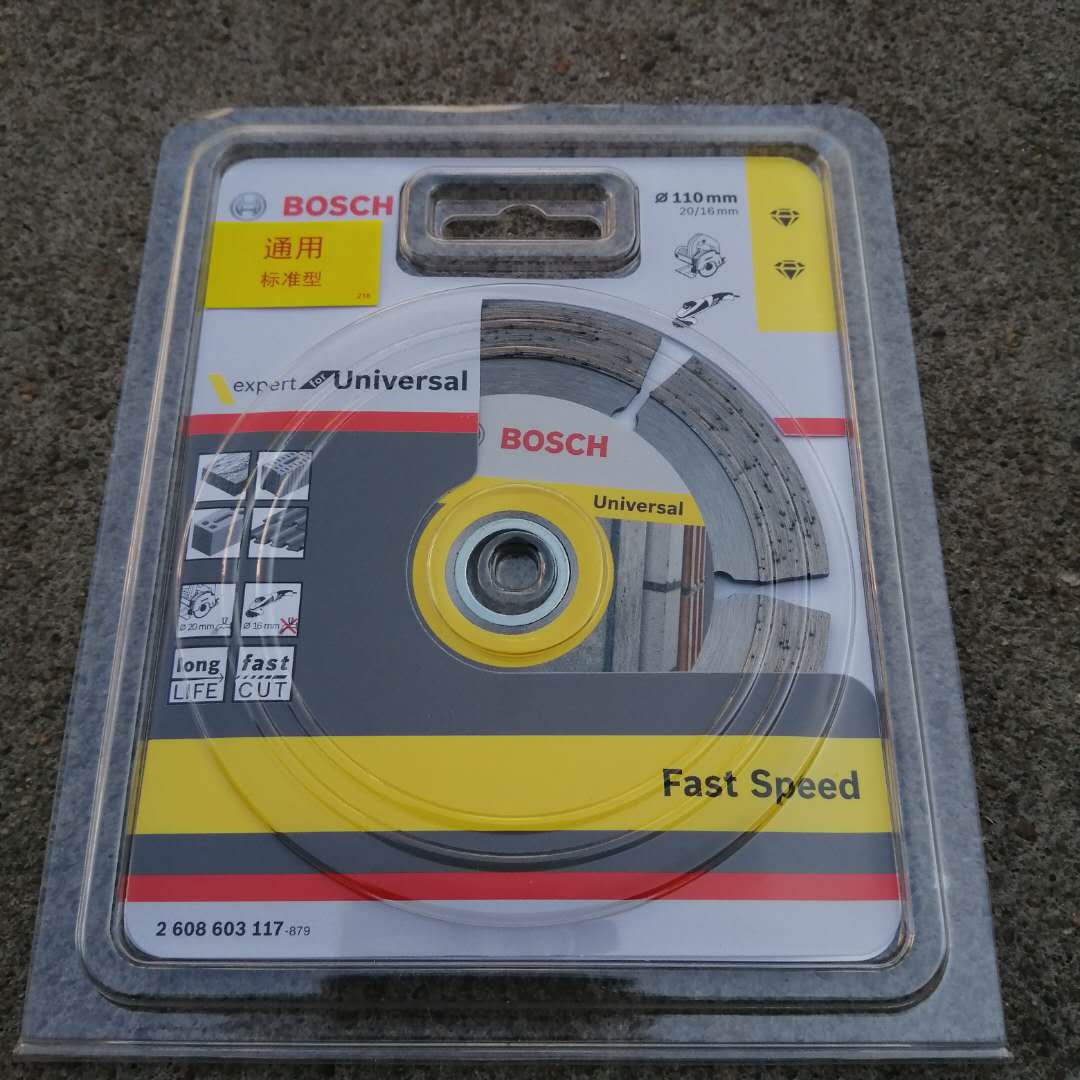 BOSCH
Ø 110 mm
20/16 mm
通用
标准型
218
expert for Universal
BOSCH
Universal
Ø 20 mm
Ø 16 mm
long LIFE
fast CUT
Fast Speed
2 608 603 117-879